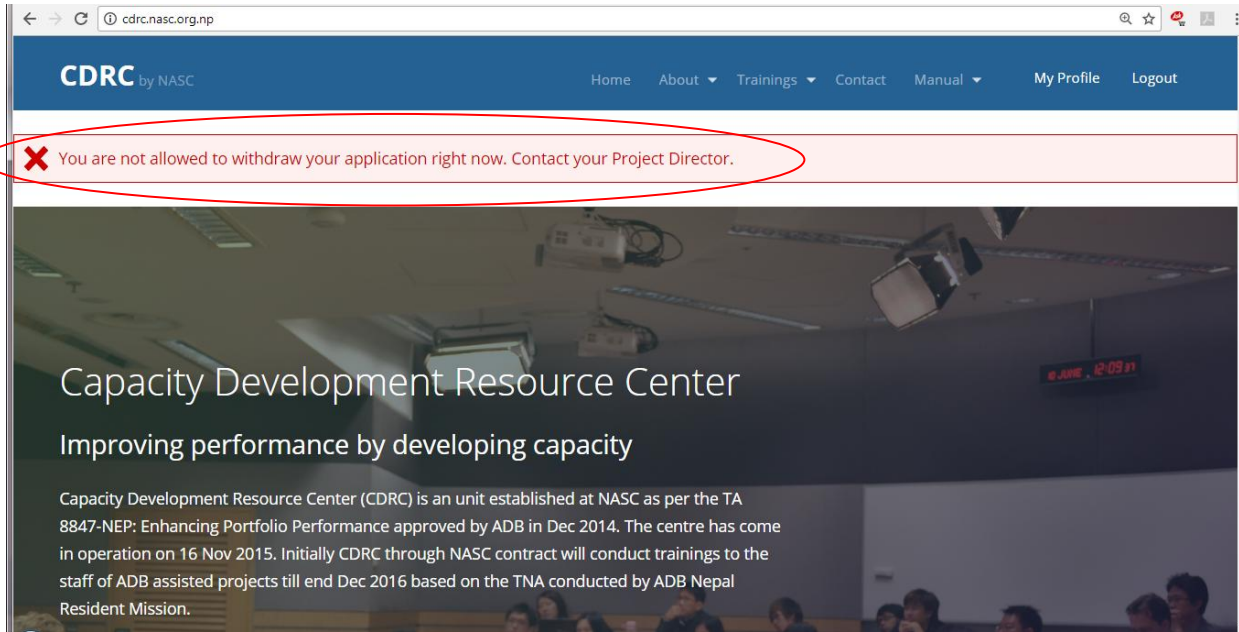 cdrc.nasc.org.np
CDRC by NASC
Home About Trainings Contact Manual My Profile Logout
You are not allowed to withdraw your application right now. Contact your Project Director.
Capacity Development Resource Center
Improving performance by developing capacity
Capacity Development Resource Center (CDRC) is an unit established at NASC as per the TA
8847-NEP: Enhancing Portfolio Performance approved by ADB in Dec 2014. The centre has come
in operation on 16 Nov 2015. Initially CDRC through NASC contract will conduct trainings to the
staff of ADB assisted projects till end Dec 2016 based on the TNA conducted by ADB Nepal
Resident Mission.